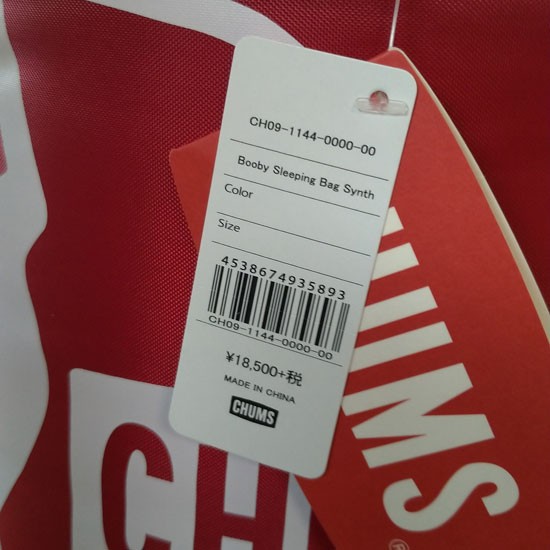 CH09-1144-0000-00
Booby Sleeping Bag Synth
Color
Size
4538674935893
CH09-1144-0000-00
¥18,500+税
MADE IN CHINA
CHUMS
CHUMS
®
CH